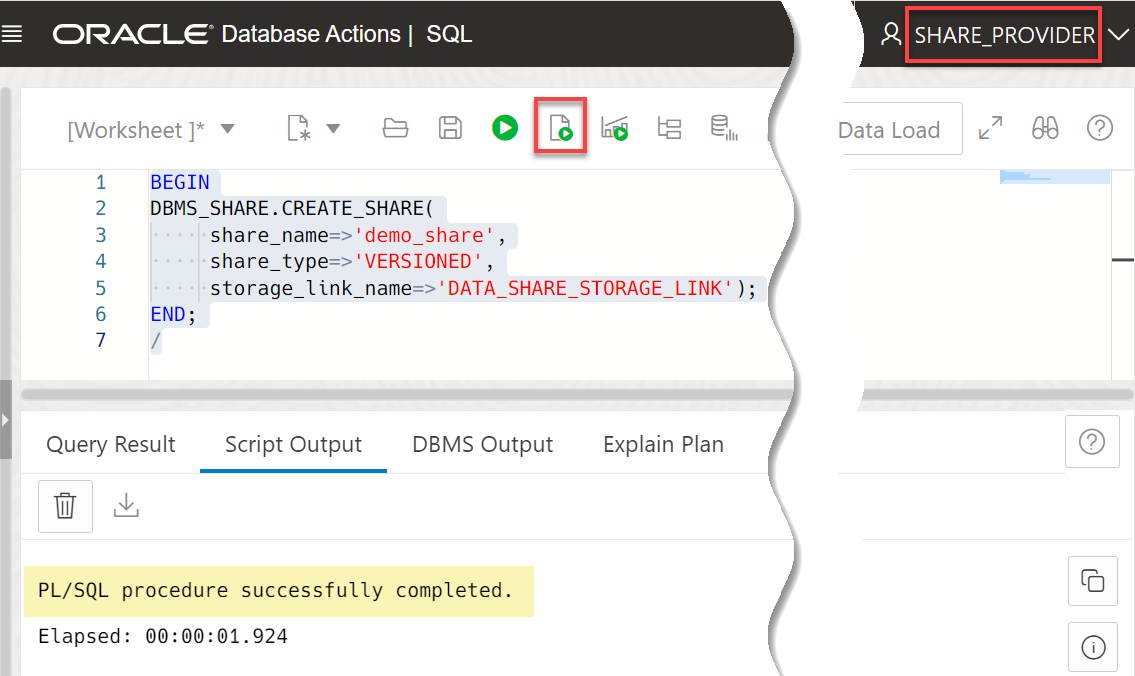 ORACLE Database Actions | SQL
SHARE_PROVIDER
[Worksheet ]*
Data Load
1 BEGIN
2 DBMS_SHARE.CREATE_SHARE(
3 share_name=>'demo_share',
4 share_type=>'VERSIONED',
5 storage_link_name=>'DATA_SHARE_STORAGE_LINK');
6 END;
7 /
Query Result Script Output DBMS Output Explain Plan
PL/SQL procedure successfully completed.
Elapsed: 00:00:01.924